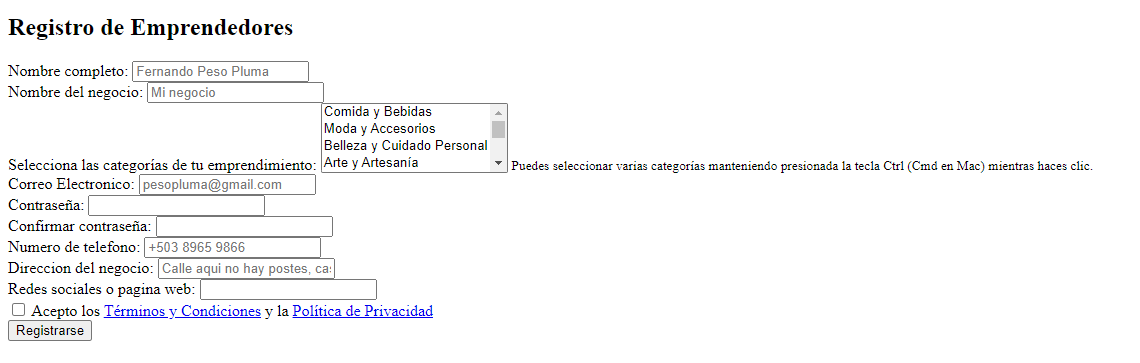 Registro de Emprendedores
Nombre completo: Fernando Peso Pluma
Nombre del negocio: Mi negocio
Comida y Bebidas
Moda y Accesorios
Belleza y Cuidado Personal
Arte y Artesanía
Selecciona las categorías de tu emprendimiento: Puedes seleccionar varias categorías manteniendo presionada la tecla Ctrl (Cmd en Mac) mientras haces clic.
Correo Electronico: pesopluma@gmail.com
Contraseña:
Confirmar contraseña:
Numero de telefono: +503 8965 9866
Direccion del negocio: Calle aqui no hay postes, cas
Redes sociales o pagina web:
Acepto los Términos y Condiciones y la Política de Privacidad
Registrarse